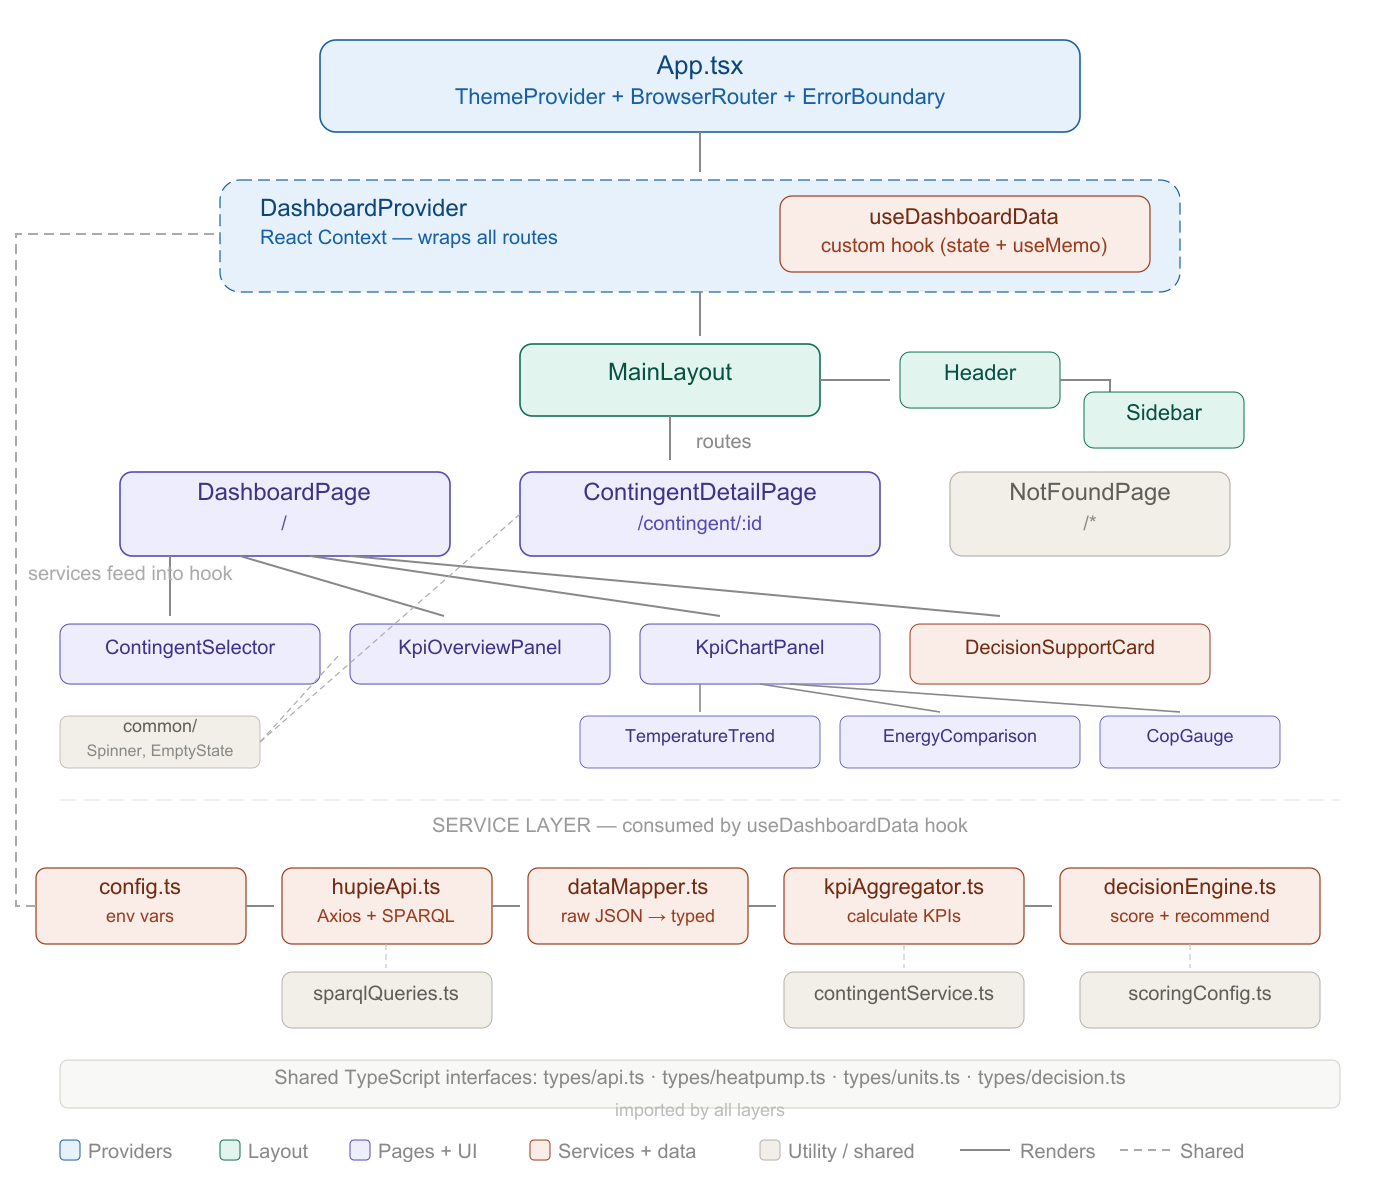 App.tsx
ThemeProvider + BrowserRouter + ErrorBoundary
DashboardProvider
React Context — wraps all routes
useDashboardData
custom hook (state + useMemo)
MainLayout
Header
Sidebar
routes
DashboardPage
/
ContingentDetailPage
/contingent/:id
NotFoundPage
/*
services feed into hook
ContingentSelector
KpiOverviewPanel
KpiChartPanel
DecisionSupportCard
common/
Spinner, EmptyState
TemperatureTrend
EnergyComparison
CopGauge
SERVICE LAYER — consumed by useDashboardData hook
config.ts
env vars
hupieApi.ts
Axios + SPARQL
dataMapper.ts
raw JSON → typed
kpiAggregator.ts
calculate KPIs
decisionEngine.ts
score + recommend
sparqlQueries.ts
contingentService.ts
scoringConfig.ts
Shared TypeScript interfaces: types/api.ts · types/heatpump.ts · types/units.ts · types/decision.ts
imported by all layers
Providers
Layout
Pages + UI
Services + data
Utility / shared
Renders
Shared